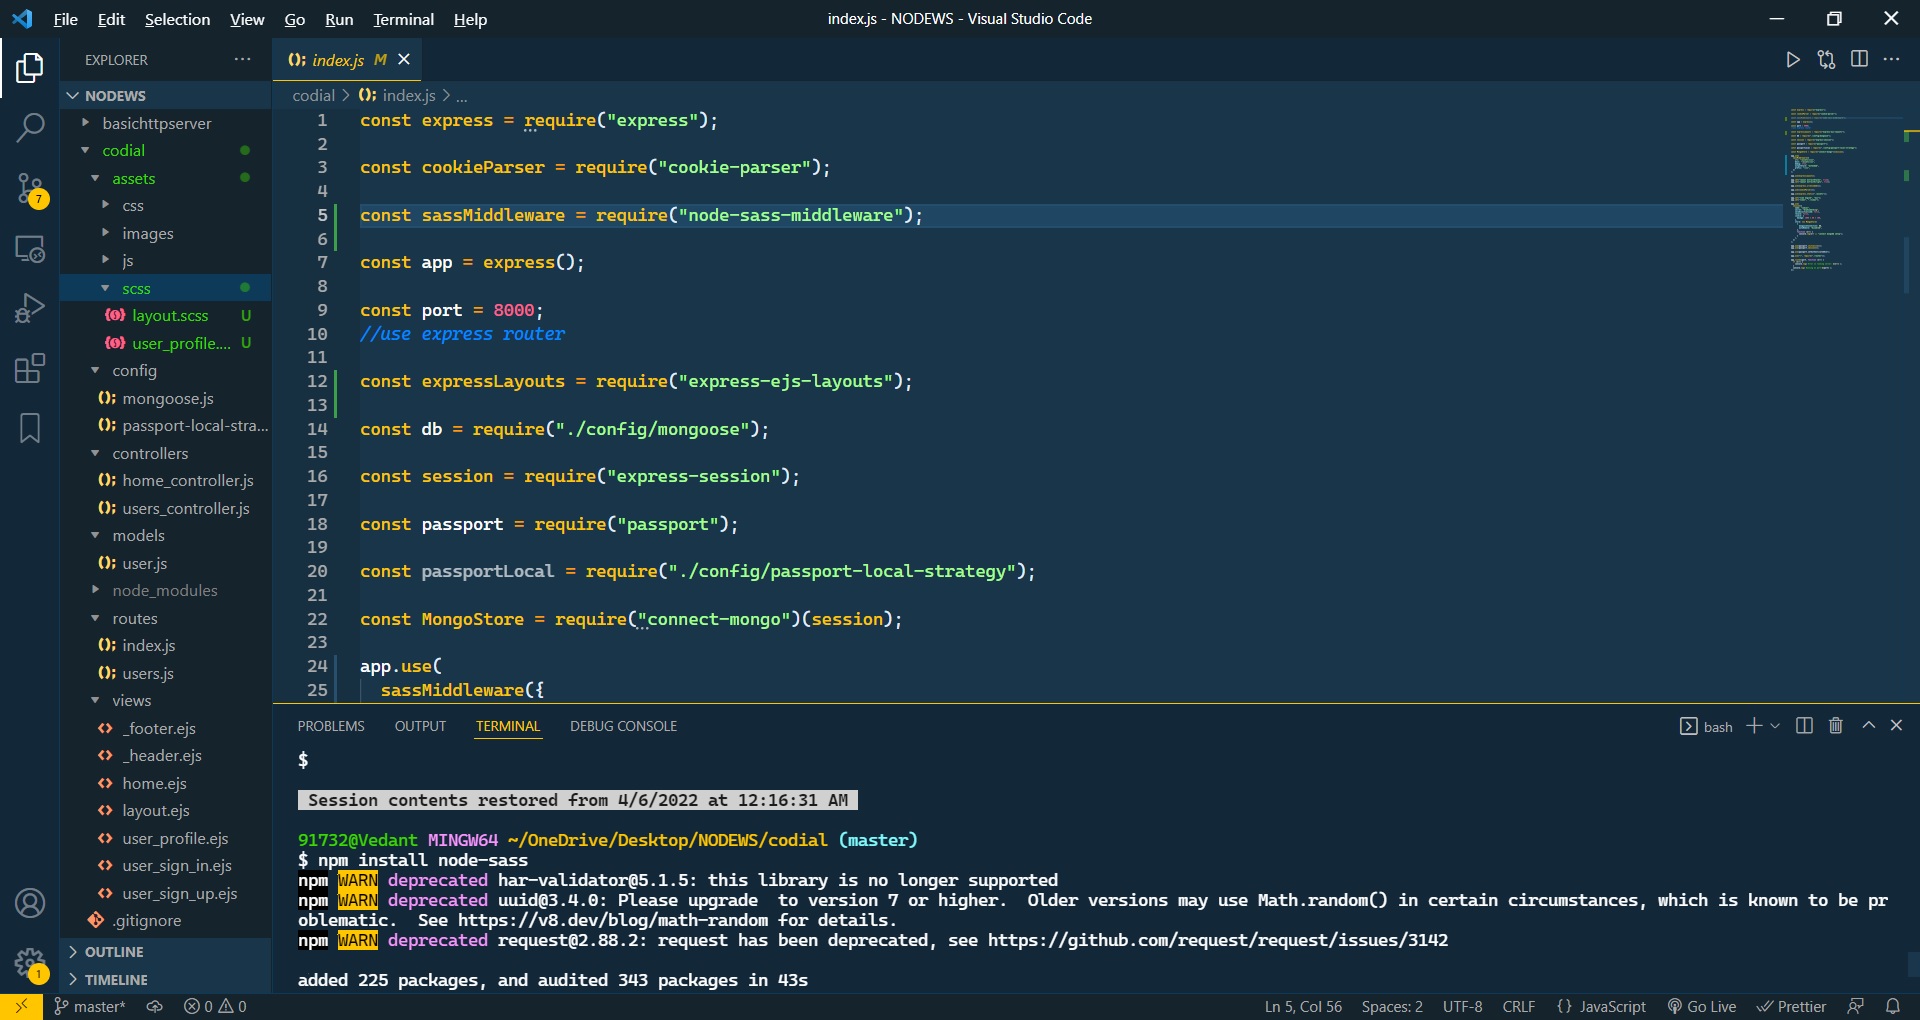 File Edit Selection View Go Run Terminal Help
index.js - NODEWS - Visual Studio Code
EXPLORER ···
(); index.js M
codial > (); index.js > ...
NODEWS
basichttpserver
codial
assets
css
images
js
scss
layout.scss U
user_profile.... U
config
(); mongoose.js
(); passport-local-stra...
controllers
(); home_controller.js
(); users_controller.js
models
(); user.js
node_modules
routes
(); index.js
(); users.js
views
<> _footer.ejs
<> _header.ejs
<> home.ejs
<> layout.ejs
<> user_profile.ejs
<> user_sign_in.ejs
<> user_sign_up.ejs
.gitignore
OUTLINE
TIMELINE
7
1
1 const express = require("express");
2
3 const cookieParser = require("cookie-parser");
4
5 const sassMiddleware = require("node-sass-middleware");
6
7 const app = express();
8
9 const port = 8000;
10 //use express router
11
12 const expressLayouts = require("express-ejs-layouts");
13
14 const db = require("./config/mongoose");
15
16 const session = require("express-session");
17
18 const passport = require("passport");
19
20 const passportLocal = require("./config/passport-local-strategy");
21
22 const MongoStore = require("connect-mongo")(session);
23
24 app.use(
25 sassMiddleware({
PROBLEMS OUTPUT TERMINAL DEBUG CONSOLE
bash
$
Session contents restored from 4/6/2022 at 12:16:31 AM
91732@Vedant MINGW64 ~/OneDrive/Desktop/NODEWS/codial (master)
$ npm install node-sass
npm WARN deprecated har-validator@5.1.5: this library is no longer supported
npm WARN deprecated uuid@3.4.0: Please upgrade  to version 7 or higher.  Older versions may use Math.random() in certain circumstances, which is known to be pr
oblematic.  See https://v8.dev/blog/math-random for details.
npm WARN deprecated request@2.88.2: request has been deprecated, see https://github.com/request/request/issues/3142
added 225 packages, and audited 343 packages in 43s
master* 0 0
Ln 5, Col 56 Spaces: 2 UTF-8 CRLF {} JavaScript Go Live Prettier